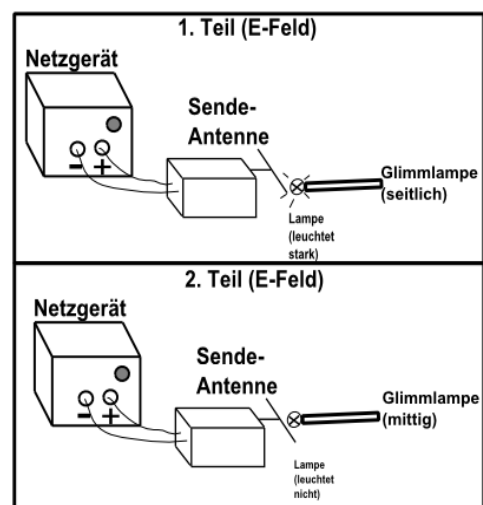 1. Teil (E-Feld)
Netzgerät
Sende-
Antenne
- +
Glimmlampe
(seitlich)
Lampe
(leuchtet
stark)
2. Teil (E-Feld)
Netzgerät
Sende-
Antenne
- +
Glimmlampe
(mittig)
Lampe
(leuchtet
nicht)